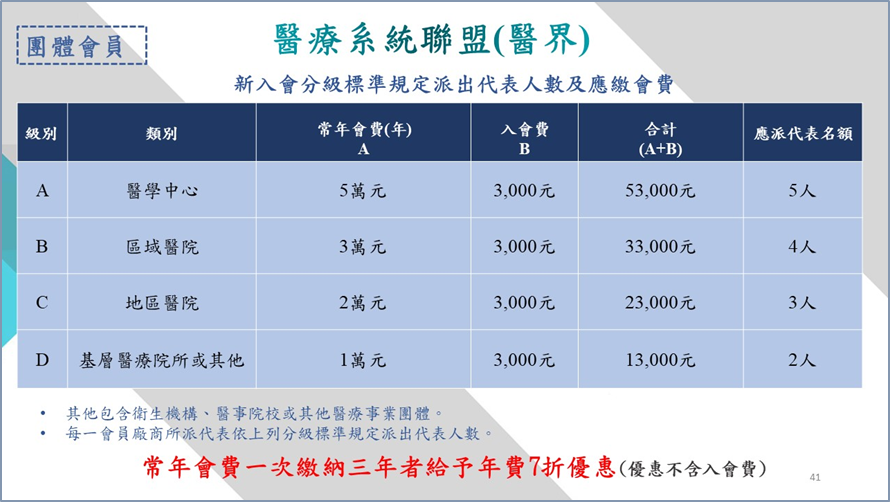 團體會員
醫療系統聯盟(醫界)
新入會分級標準規定派出代表人數及應繳會費
級別 類別 常年會費(年) A 入會費 B 合計 (A+B) 應派代表名額
A 醫學中心 5萬元 3,000元 53,000元 5人
B 區域醫院 3萬元 3,000元 33,000元 4人
C 地區醫院 2萬元 3,000元 23,000元 3人
D 基層醫療院所或其他 1萬元 3,000元 13,000元 2人
• 其他包含衛生機構、醫事院校或其他醫療事業團體。
• 每一會員廠商所派代表依上列分級標準規定派出代表人數。
常年會費一次繳納三年者給予年費7折優惠(優惠不含入會費)
41